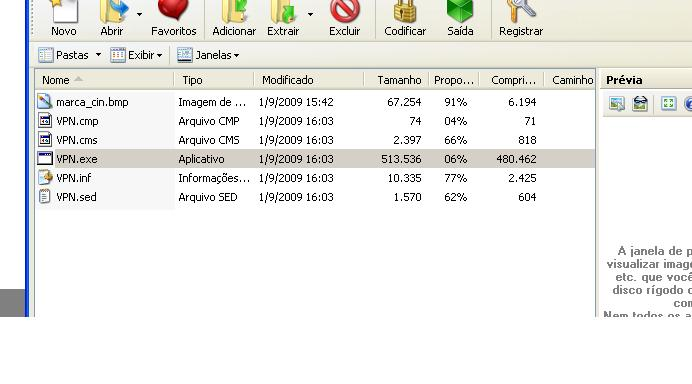 Novo Abrir Favoritos Adicionar Extrair Excluir Codificar Saída Registrar
Pastas Exibir Janelas
Nome Tipo Modificado Tamanho Propo... Compri... Caminho Prévia
marca_cin.bmp Imagem de ... 1/9/2009 15:42 67.254 91% 6.194
VPN.cmp Arquivo CMP 1/9/2009 16:03 74 04% 71
VPN.cms Arquivo CMS 1/9/2009 16:03 2.397 66% 818
VPN.exe Aplicativo 1/9/2009 16:03 513.536 06% 480.462
VPN.inf Informações... 1/9/2009 16:03 10.335 77% 2.425
VPN.sed Arquivo SED 1/9/2009 16:03 1.570 62% 604
A janela de p
visualizar imag
etc. que você
disco rígodo o
com
Nem todos os a